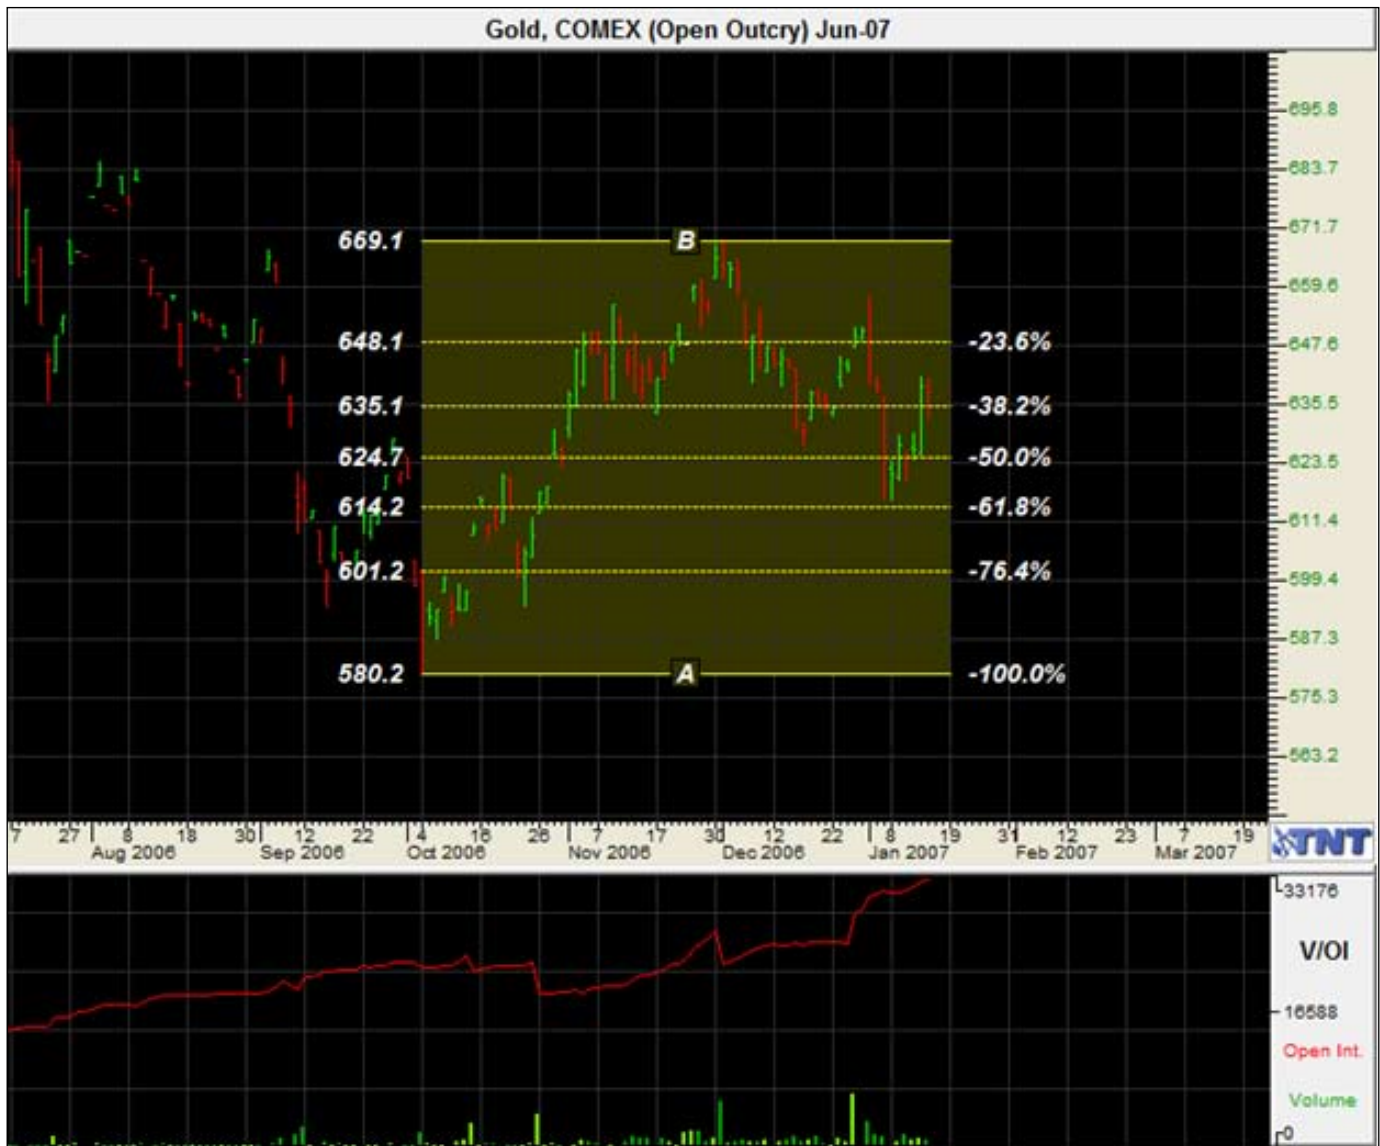 Gold, COMEX (Open Outcry) Jun-07
695.8
683.7
671.7
669.1 B
659.6
648.1 -23.6% 647.6
635.1 -38.2% 635.5
624.7 -50.0% 623.5
614.2 -61.8%
611.4
601.2 -76.4% 599.4
587.3
580.2 A -100.0%
575.3
563.2
7 27 8 18 30 12 22 4 16 26 7 17 30 12 22 8 19 31 12 23 7 19
Aug 2006 Sep 2006 Oct 2006 Nov 2006 Dec 2006 Jan 2007 Feb 2007 Mar 2007
TNT
33176
V/OI
16588
Open Int.
Volume
0